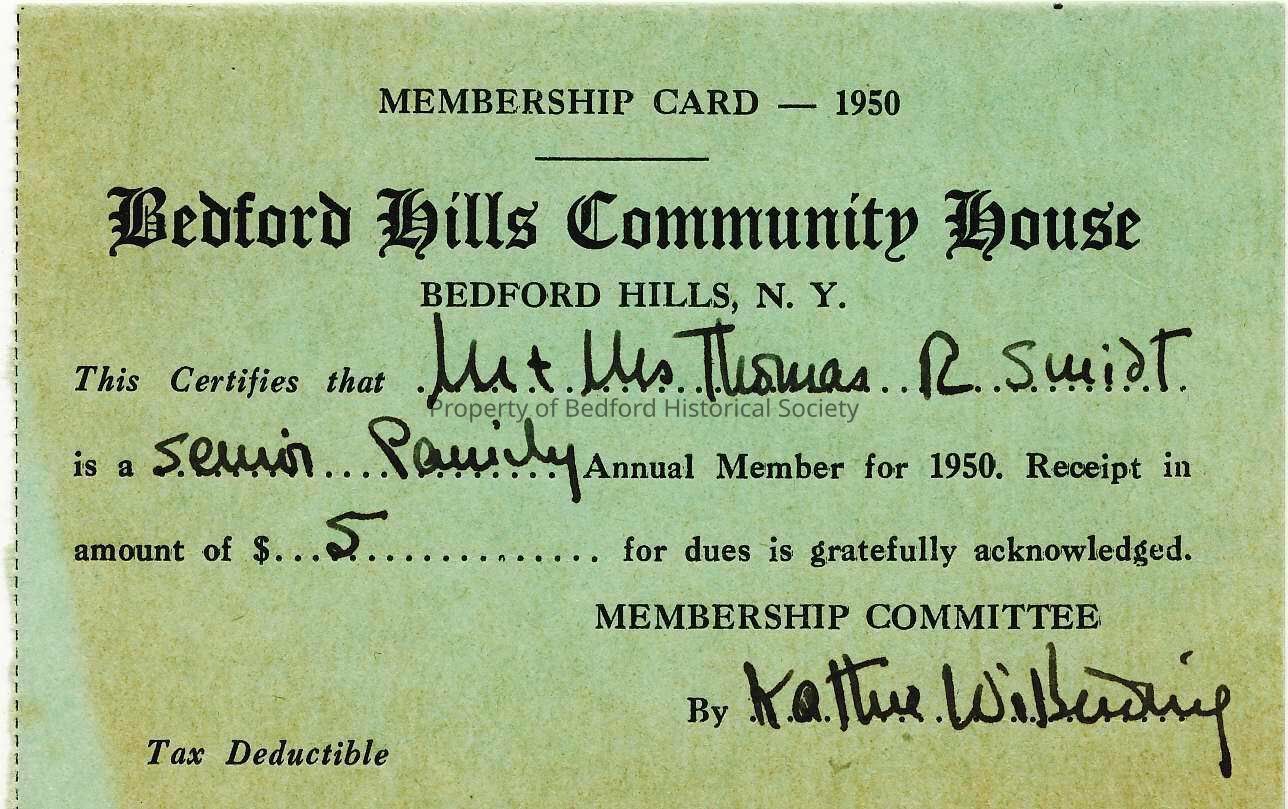 MEMBERSHIP CARD — 1950
Bedford Hills Community House
BEDFORD HILLS, N. Y.
This Certifies that Mr + Mrs Thomas R. Smidt
Property of Bedford Historical Society
is a senior Family Annual Member for 1950. Receipt in
amount of $...5............. for dues is gratefully acknowledged.
MEMBERSHIP COMMITTEE
By
Tax Deductible